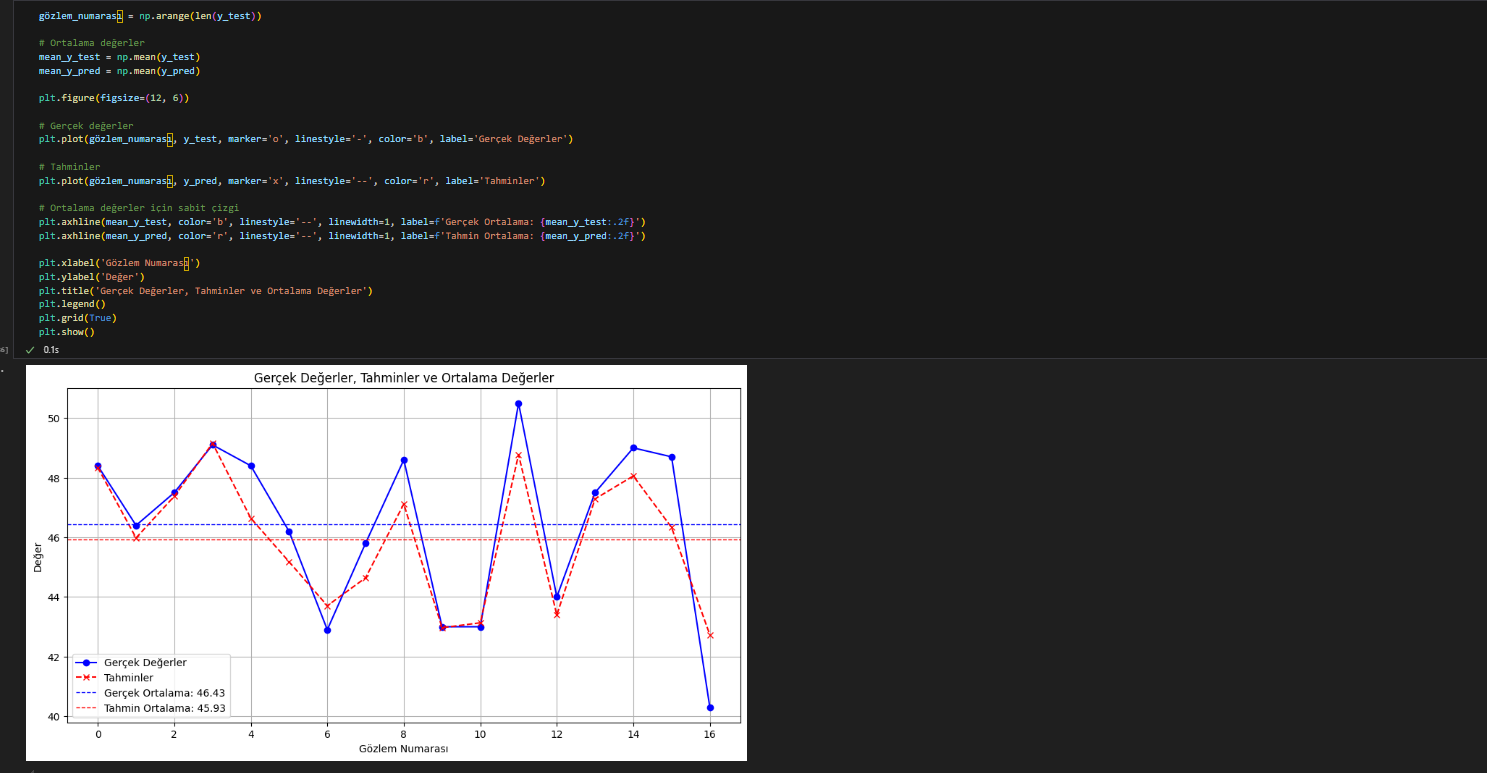 gözlem_numarası = np.arange(len(y_test))
# Ortalama değerler
mean_y_test = np.mean(y_test)
mean_y_pred = np.mean(y_pred)
plt.figure(figsize=(12, 6))
# Gerçek değerler
plt.plot(gözlem_numarası, y_test, marker='o', linestyle='-', color='b', label='Gerçek Değerler')
# Tahminler
plt.plot(gözlem_numarası, y_pred, marker='x', linestyle='--', color='r', label='Tahminler')
# Ortalama değerler için sabit çizgi
plt.axhline(mean_y_test, color='b', linestyle='--', linewidth=1, label=f'Gerçek Ortalama: {mean_y_test:.2f}')
plt.axhline(mean_y_pred, color='r', linestyle='--', linewidth=1, label=f'Tahmin Ortalama: {mean_y_pred:.2f}')
plt.xlabel('Gözlem Numarası')
plt.ylabel('Değer')
plt.title('Gerçek Değerler, Tahminler ve Ortalama Değerler')
plt.legend()
plt.grid(True)
plt.show()
0.1s
Gerçek Değerler, Tahminler ve Ortalama Değerler
50
48
46
44
42
40
Değer
Gerçek Değerler
Tahminler
Gerçek Ortalama: 46.43
Tahmin Ortalama: 45.93
0 2 4 6 8 10 12 14 16
Gözlem Numarası